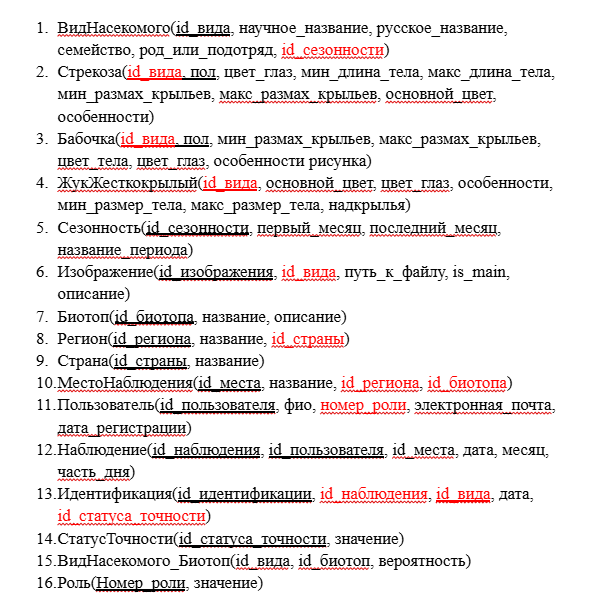 1. ВидНасекомого(id_вида, научное_название, русское_название,
семейство, род_или_подотряд, id_сезонности)
2. Стрекоза(id_вида, пол, цвет_глаз, мин_длина_тела, макс_длина_тела,
мин_размах_крыльев, макс_размах_крыльев, основной_цвет,
особенности)
3. Бабочка(id_вида, пол, мин_размах_крыльев, макс_размах_крыльев,
цвет_тела, цвет_глаз, особенности рисунка)
4. ЖукЖесткокрылый(id_вида, основной_цвет, цвет_глаз, особенности,
мин_размер_тела, макс_размер_тела, надкрылья)
5. Сезонность(id_сезонности, первый_месяц, последний_месяц,
название_периода)
6. Изображение(id_изображения, id_вида, путь_к_файлу, is_main,
описание)
7. Биотоп(id_биотопа, название, описание)
8. Регион(id_региона, название, id_страны)
9. Страна(id_страны, название)
10.МестоНаблюдения(id_места, название, id_региона, id_биотопа)
11.Пользователь(id_пользователя, фио, номер_роли, электронная_почта,
дата_регистрации)
12.Наблюдение(id_наблюдения, id_пользователя, id_места, дата, месяц,
часть_дня)
13.Идентификация(id_идентификации, id_наблюдения, id_вида, дата,
id_статуса_точности)
14.СтатусТочности(id_статуса_точности, значение)
15.ВидНасекомого_Биотоп(id_вида, id_биотоп, вероятность)
16.Роль(Номер_роли, значение)